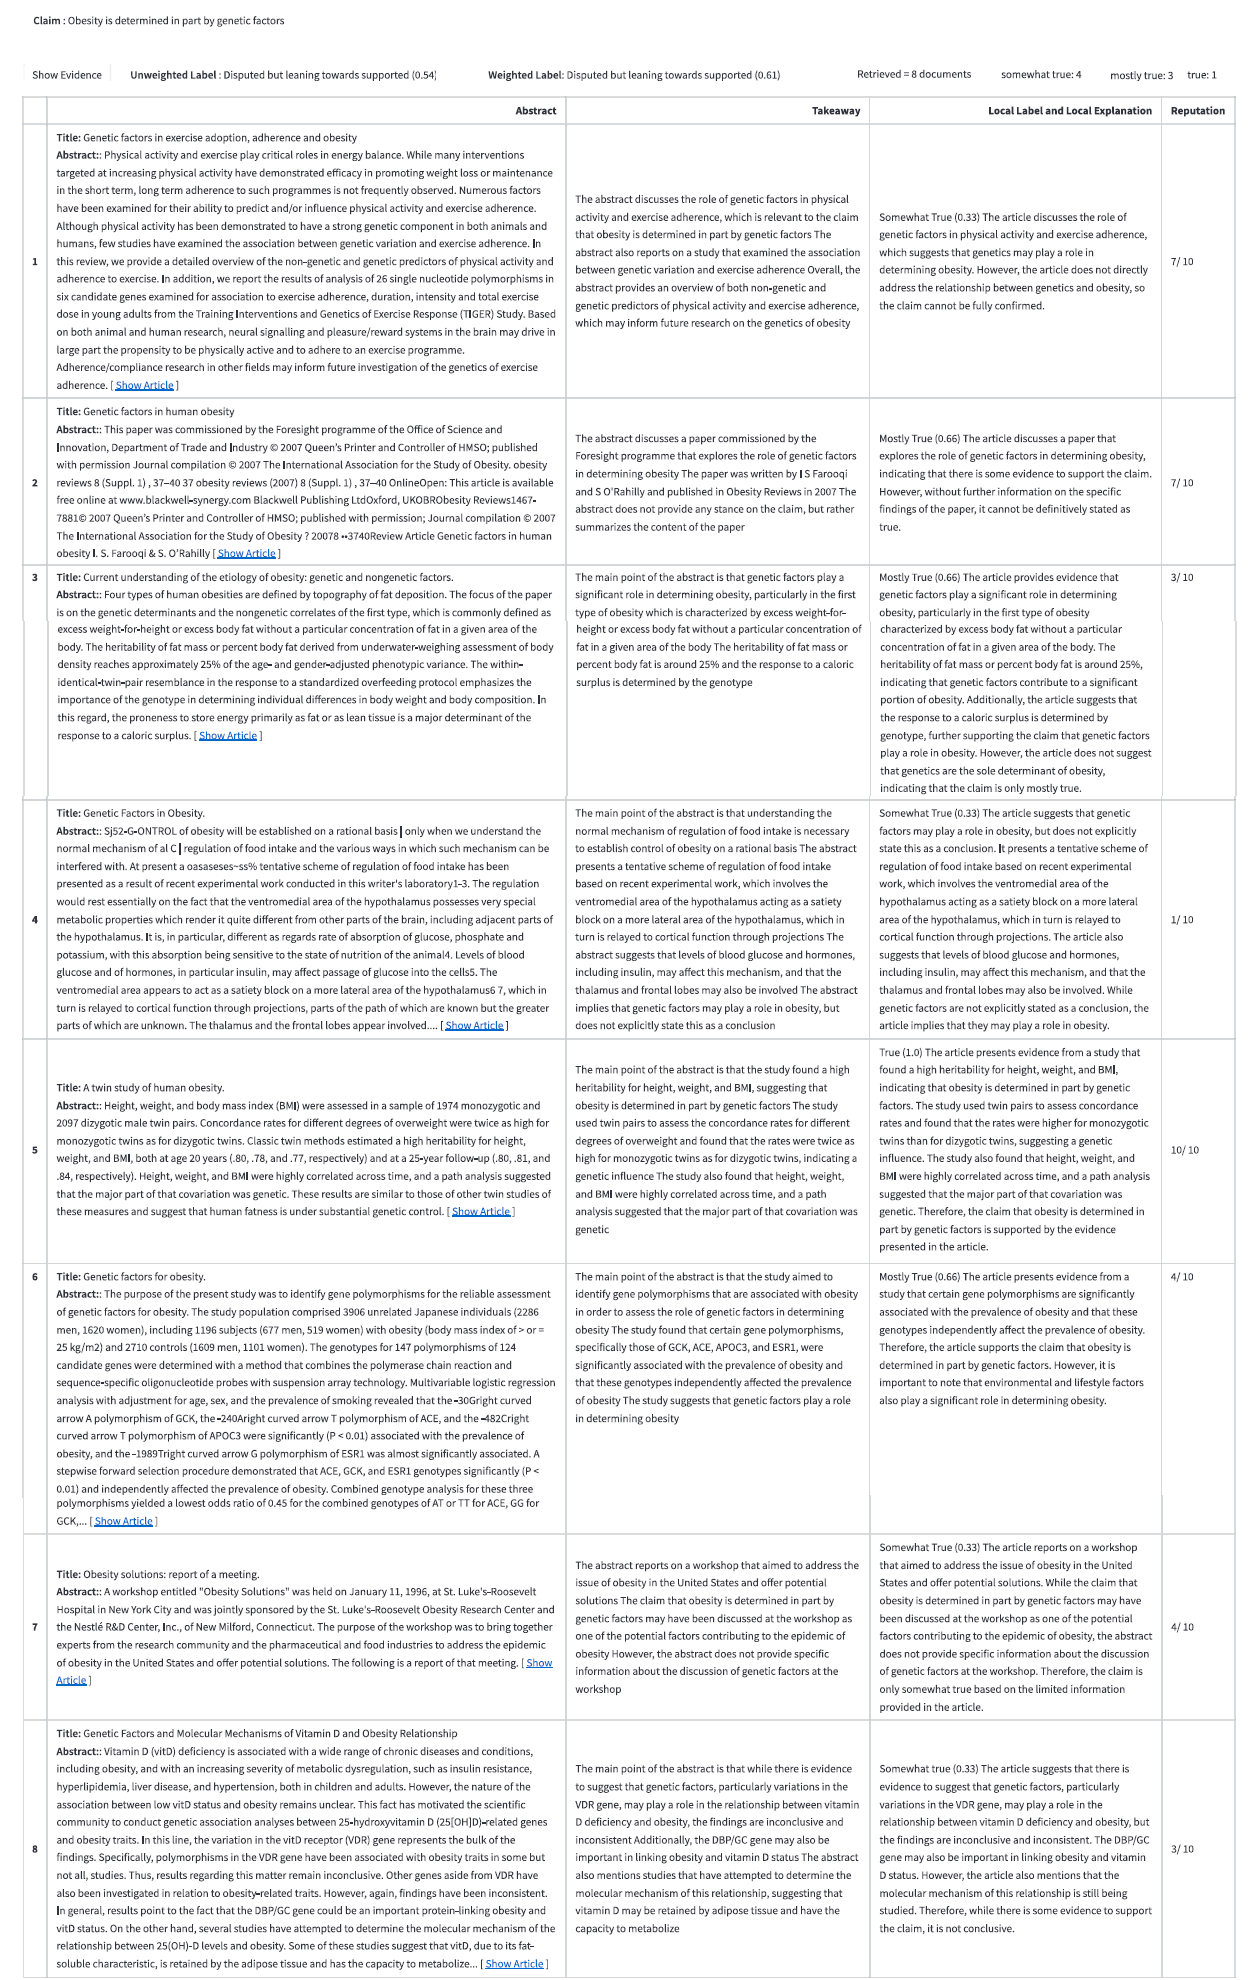 Claim : Obesity is determined in part by genetic factors
Show Evidence
Unweighted Label : Disputed but leaning towards supported (0.54)
Weighted Label: Disputed but leaning towards supported (0.61)
Retrieved = 8 documents
somewhat true: 4
mostly true: 3
true: 1
Abstract
Takeaway
Local Label and Local Explanation
Reputation
1
Title: Genetic factors in exercise adoption, adherence and obesity
Abstract:: Physical activity and exercise play critical roles in energy balance. While many interventions
targeted at increasing physical activity have demonstrated efficacy in promoting weight loss or maintenance
in the short term, long term adherence to such programmes is not frequently observed. Numerous factors
have been examined for their ability to predict and/or influence physical activity and exercise adherence.
Although physical activity has been demonstrated to have a strong genetic component in both animals and
humans, few studies have examined the association between genetic variation and exercise adherence. In
this review, we provide a detailed overview of the non-genetic and genetic predictors of physical activity and
adherence to exercise. In addition, we report the results of analysis of 26 single nucleotide polymorphisms in
six candidate genes examined for association to exercise adherence, duration, intensity and total exercise
dose in young adults from the Training Interventions and Genetics of Exercise Response (TIGER) Study. Based
on both animal and human research, neural signalling and pleasure/reward systems in the brain may drive in
large part the propensity to be physically active and to adhere to an exercise programme.
Adherence/compliance research in other fields may inform future investigation of the genetics of exercise
adherence. [ Show Article ]
The abstract discusses the role of genetic factors in physical
activity and exercise adherence, which is relevant to the claim
that obesity is determined in part by genetic factors The
abstract also reports on a study that examined the association
between genetic variation and exercise adherence Overall, the
abstract provides an overview of both non-genetic and
genetic predictors of physical activity and exercise adherence,
which may inform future research on the genetics of obesity
Somewhat True (0.33) The article discusses the role of
genetic factors in physical activity and exercise adherence,
which suggests that genetics may play a role in
determining obesity. However, the article does not directly
address the relationship between genetics and obesity, so
the claim cannot be fully confirmed.
7/ 10
2
Title: Genetic factors in human obesity
Abstract:: This paper was commissioned by the Foresight programme of the Office of Science and
Innovation, Department of Trade and Industry © 2007 Queen's Printer and Controller of HMSO; published
with permission Journal compilation © 2007 The International Association for the Study of Obesity. obesity
reviews 8 (Suppl. 1) , 37–40 37 obesity reviews (2007) 8 (Suppl. 1) , 37–40 OnlineOpen: This article is available
free online at www.blackwell-synergy.com Blackwell Publishing LtdOxford, UKOBRObesity Reviews1467-
7881© 2007 Queen's Printer and Controller of HMSO; published with permission; Journal compilation © 2007
The International Association for the Study of Obesity ? 20078 ••3740Review Article Genetic factors in human
obesity I. S. Farooqi & S. O'Rahilly [ Show Article ]
The abstract discusses a paper commissioned by the
Foresight programme that explores the role of genetic factors
in determining obesity The paper was written by I S Farooqi
and S O'Rahilly and published in Obesity Reviews in 2007 The
abstract does not provide any stance on the claim, but rather
summarizes the content of the paper
Mostly True (0.66) The article discusses a paper that
explores the role of genetic factors in determining obesity,
indicating that there is some evidence to support the claim.
However, without further information on the specific
findings of the paper, it cannot be definitively stated as
true.
7/ 10
3
Title: Current understanding of the etiology of obesity: genetic and nongenetic factors.
Abstract:: Four types of human obesities are defined by topography of fat deposition. The focus of the paper
is on the genetic determinants and the nongenetic correlates of the first type, which is commonly defined as
excess weight-for-height or excess body fat without a particular concentration of fat in a given area of the
body. The heritability of fat mass or percent body fat derived from underwater-weighing assessment of body
density reaches approximately 25% of the age- and gender-adjusted phenotypic variance. The within-
identical-twin-pair resemblance in the response to a standardized overfeeding protocol emphasizes the
importance of the genotype in determining individual differences in body weight and body composition. In
this regard, the proneness to store energy primarily as fat or as lean tissue is a major determinant of the
response to a caloric surplus. [ Show Article ]
The main point of the abstract is that genetic factors play a
significant role in determining obesity, particularly in the first
type of obesity which is characterized by excess weight-for-
height or excess body fat without a particular concentration of
fat in a given area of the body The heritability of fat mass or
percent body fat is around 25% and the response to a caloric
surplus is determined by the genotype
Mostly True (0.66) The article provides evidence that
genetic factors play a significant role in determining
obesity, particularly in the first type of obesity
characterized by excess body fat without a particular
concentration of fat in a given area of the body. The
heritability of fat mass or percent body fat is around 25%,
indicating that genetic factors contribute to a significant
portion of obesity. Additionally, the article suggests that
the response to a caloric surplus is determined by
genotype, further supporting the claim that genetic factors
play a role in obesity. However, the article does not suggest
that genetics are the sole determinant of obesity,
indicating that the claim is only mostly true.
3/ 10
4
Title: Genetic Factors in Obesity.
Abstract:: Sj52-G-ONTROL of obesity will be established on a rational basis | only when we understand the
normal mechanism of al C | regulation of food intake and the various ways in which such mechanism can be
interfered with. At present a oasaseses~ss% tentative scheme of regulation of food intake has been
presented as a result of recent experimental work conducted in this writer's laboratory1-3. The regulation
would rest essentially on the fact that the ventromedial area of the hypothalamus possesses very special
metabolic properties which render it quite different from other parts of the brain, including adjacent parts of
the hypothalamus. It is, in particular, different as regards rate of absorption of glucose, phosphate and
potassium, with this absorption being sensitive to the state of nutrition of the animal4. Levels of blood
glucose and of hormones, in particular insulin, may affect passage of glucose into the cells5. The
ventromedial area appears to act as a satiety block on a more lateral area of the hypothalamus6 7, which in
turn is relayed to cortical function through projections, parts of the path of which are known but the greater
parts of which are unknown. The thalamus and the frontal lobes appear involved.... [ Show Article ]
The main point of the abstract is that understanding the
normal mechanism of regulation of food intake is necessary
to establish control of obesity on a rational basis The abstract
presents a tentative scheme of regulation of food intake
based on recent experimental work, which involves the
ventromedial area of the hypothalamus acting as a satiety
block on a more lateral area of the hypothalamus, which in
turn is relayed to cortical function through projections The
abstract suggests that levels of blood glucose and hormones,
including insulin, may affect this mechanism, and that the
thalamus and frontal lobes may also be involved The abstract
implies that genetic factors may play a role in obesity, but
does not explicitly state this as a conclusion
Somewhat True (0.33) The article suggests that genetic
factors may play a role in obesity, but does not explicitly
state this as a conclusion. It presents a tentative scheme of
regulation of food intake based on recent experimental
work, which involves the ventromedial area of the
hypothalamus acting as a satiety block on a more lateral
area of the hypothalamus, which in turn is relayed to
cortical function through projections. The article also
suggests that levels of blood glucose and hormones,
including insulin, may affect this mechanism, and that the
thalamus and frontal lobes may also be involved. While
genetic factors are not explicitly stated as a conclusion, the
article implies that they may play a role in obesity.
1/ 10
5
Title: A twin study of human obesity.
Abstract:: Height, weight, and body mass index (BMI) were assessed in a sample of 1974 monozygotic and
2097 dizygotic male twin pairs. Concordance rates for different degrees of overweight were twice as high for
monozygotic twins as for dizygotic twins. Classic twin methods estimated a high heritability for height,
weight, and BMI, both at age 20 years (.80, .78, and .77, respectively) and at a 25-year follow-up (.80, .81, and
.84, respectively). Height, weight, and BMI were highly correlated across time, and a path analysis suggested
that the major part of that covariation was genetic. These results are similar to those of other twin studies of
these measures and suggest that human fatness is under substantial genetic control. [ Show Article ]
The main point of the abstract is that the study found a high
heritability for height, weight, and BMI, suggesting that
obesity is determined in part by genetic factors The study
used twin pairs to assess the concordance rates for different
degrees of overweight and found that the rates were twice as
high for monozygotic twins as for dizygotic twins, indicating a
genetic influence The study also found that height, weight,
and BMI were highly correlated across time, and a path
analysis suggested that the major part of that covariation was
genetic
True (1.0) The article presents evidence from a study that
found a high heritability for height, weight, and BMI,
indicating that obesity is determined in part by genetic
factors. The study used twin pairs to assess concordance
rates and found that the rates were higher for monozygotic
twins than for dizygotic twins, suggesting a genetic
influence. The study also found that height, weight, and
BMI were highly correlated across time, and a path analysis
suggested that the major part of that covariation was
genetic. Therefore, the claim that obesity is determined in
part by genetic factors is supported by the evidence
presented in the article.
10/ 10
6
Title: Genetic factors for obesity.
Abstract:: The purpose of the present study was to identify gene polymorphisms for the reliable assessment
of genetic factors for obesity. The study population comprised 3906 unrelated Japanese individuals (2286
men, 1620 women), including 1196 subjects (677 men, 519 women) with obesity (body mass index of > or =
25 kg/m2) and 2710 controls (1609 men, 1101 women). The genotypes for 147 polymorphisms of 124
candidate genes were determined with a method that combines the polymerase chain reaction and
sequence-specific oligonucleotide probes with suspension array technology. Multivariable logistic regression
analysis with adjustment for age, sex, and the prevalence of smoking revealed that the -30Gright curved
arrow A polymorphism of GCK, the -240Aright curved arrow T polymorphism of ACE, and the -482Cright
curved arrow T polymorphism of APOC3 were significantly (P < 0.01) associated with the prevalence of
obesity, and the -1989Tright curved arrow G polymorphism of ESR1 was almost significantly associated. A
stepwise forward selection procedure demonstrated that ACE, GCK, and ESR1 genotypes significantly (P <
0.01) and independently affected the prevalence of obesity. Combined genotype analysis for these three
polymorphisms yielded a lowest odds ratio of 0.45 for the combined genotypes of AT or TT for ACE, GG for
GCK,... [ Show Article ]
The main point of the abstract is that the study aimed to
identify gene polymorphisms that are associated with obesity
in order to assess the role of genetic factors in determining
obesity The study found that certain gene polymorphisms,
specifically those of GCK, ACE, APOC3, and ESR1, were
significantly associated with the prevalence of obesity and
that these genotypes independently affected the prevalence
of obesity The study suggests that genetic factors play a role
in determining obesity
Mostly True (0.66) The article presents evidence from a
study that certain gene polymorphisms are significantly
associated with the prevalence of obesity and that these
genotypes independently affect the prevalence of obesity.
Therefore, the article supports the claim that obesity is
determined in part by genetic factors. However, it is
important to note that environmental and lifestyle factors
also play a significant role in determining obesity.
4/ 10
7
Title: Obesity solutions: report of a meeting.
Abstract:: A workshop entitled "Obesity Solutions" was held on January 11, 1996, at St. Luke's-Roosevelt
Hospital in New York City and was jointly sponsored by the St. Luke's-Roosevelt Obesity Research Center and
the Nestlé R&D Center, Inc., of New Milford, Connecticut. The purpose of the workshop was to bring together
experts from the research community and the pharmaceutical and food industries to address the epidemic
of obesity in the United States and offer potential solutions. The following is a report of that meeting. [ Show
Article ]
The abstract reports on a workshop that aimed to address the
issue of obesity in the United States and offer potential
solutions The claim that obesity is determined in part by
genetic factors may have been discussed at the workshop as
one of the potential factors contributing to the epidemic of
obesity However, the abstract does not provide specific
information about the discussion of genetic factors at the
workshop
Somewhat True (0.33) The article reports on a workshop
that aimed to address the issue of obesity in the United
States and offer potential solutions. While the claim that
obesity is determined in part by genetic factors may have
been discussed at the workshop as one of the potential
factors contributing to the epidemic of obesity, the abstract
does not provide specific information about the discussion
of genetic factors at the workshop. Therefore, the claim is
only somewhat true based on the limited information
provided in the article.
4/ 10
8
Title: Genetic Factors and Molecular Mechanisms of Vitamin D and Obesity Relationship
Abstract:: Vitamin D (vitD) deficiency is associated with a wide range of chronic diseases and conditions,
including obesity, and with an increasing severity of metabolic dysregulation, such as insulin resistance,
hyperlipidemia, liver disease, and hypertension, both in children and adults. However, the nature of the
association between low vitD status and obesity remains unclear. This fact has motivated the scientific
community to conduct genetic association analyses between 25-hydroxyvitamin D (25[OH]D)-related genes
and obesity traits. In this line, the variation in the vitD receptor (VDR) gene represents the bulk of the
findings. Specifically, polymorphisms in the VDR gene have been associated with obesity traits in some but
not all, studies. Thus, results regarding this matter remain inconclusive. Other genes aside from VDR have
also been investigated in relation to obesity-related traits. However, again, findings have been inconsistent.
In general, results point to the fact that the DBP/GC gene could be an important protein-linking obesity and
vitD status. On the other hand, several studies have attempted to determine the molecular mechanism of the
relationship between 25(OH)-D levels and obesity. Some of these studies suggest that vitD, due to its fat-
soluble characteristic, is retained by the adipose tissue and has the capacity to metabolize... [ Show Article ]
The main point of the abstract is that while there is evidence
to suggest that genetic factors, particularly variations in the
VDR gene, may play a role in the relationship between vitamin
D deficiency and obesity, the findings are inconclusive and
inconsistent Additionally, the DBP/GC gene may also be
important in linking obesity and vitamin D status The abstract
also mentions studies that have attempted to determine the
molecular mechanism of this relationship, suggesting that
vitamin D may be retained by adipose tissue and have the
capacity to metabolize
Somewhat true (0.33) The article suggests that there is
evidence to suggest that genetic factors, particularly
variations in the VDR gene, may play a role in the
relationship between vitamin D deficiency and obesity, but
the findings are inconclusive and inconsistent. The DBP/GC
gene may also be important in linking obesity and vitamin
D status. However, the article also mentions that the
molecular mechanism of this relationship is still being
studied. Therefore, while there is some evidence to support
the claim, it is not conclusive.
3/ 10